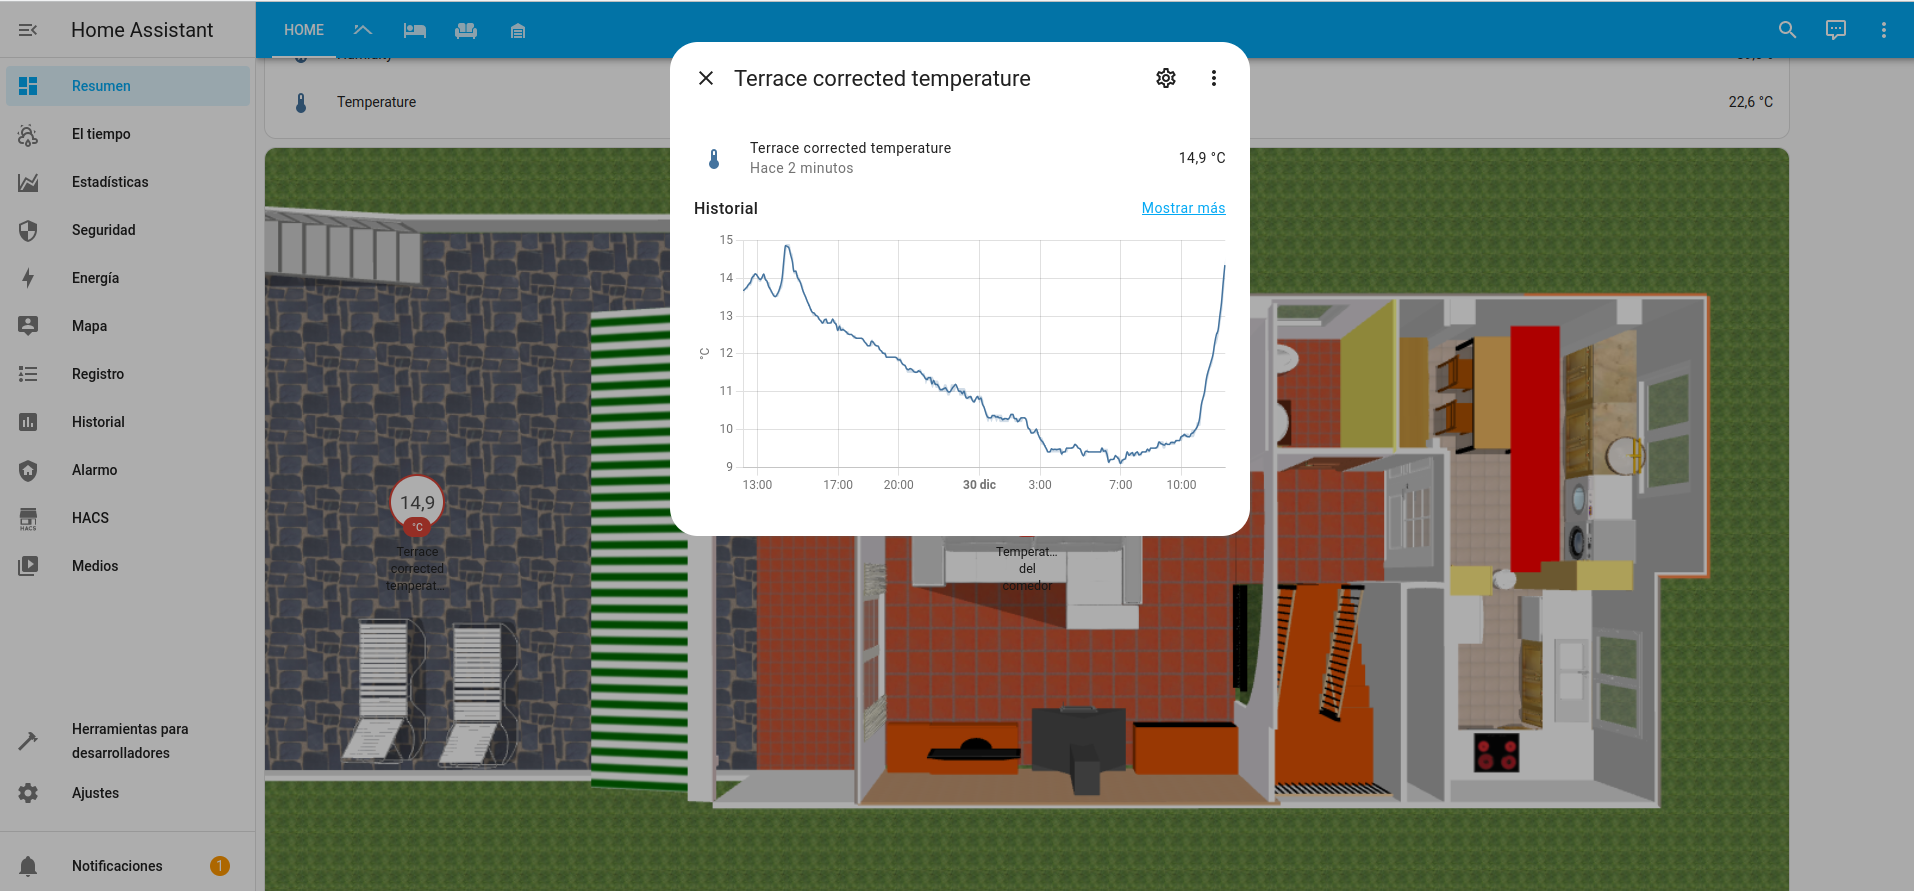 Home Assistant
HOME
Resumen
El tiempo
Estadísticas
Seguridad
Energía
Mapa
Registro
Historial
Alarmo
HACS
HACS
Medios
Herramientas para
desarrolladores
Ajustes
Notificaciones
1
Humidity
Temperature
22,6 °C
Terrace corrected temperature
Terrace corrected temperature
14,9 °C
Hace 2 minutos
Historial
Mostrar más
15
14
13
12
11
10
9
°C
13:00
17:00
20:00
30 dic
3:00
7:00
10:00
14,9
°C
Terrace
corrected
temperat...
Temperat...
del
comedor